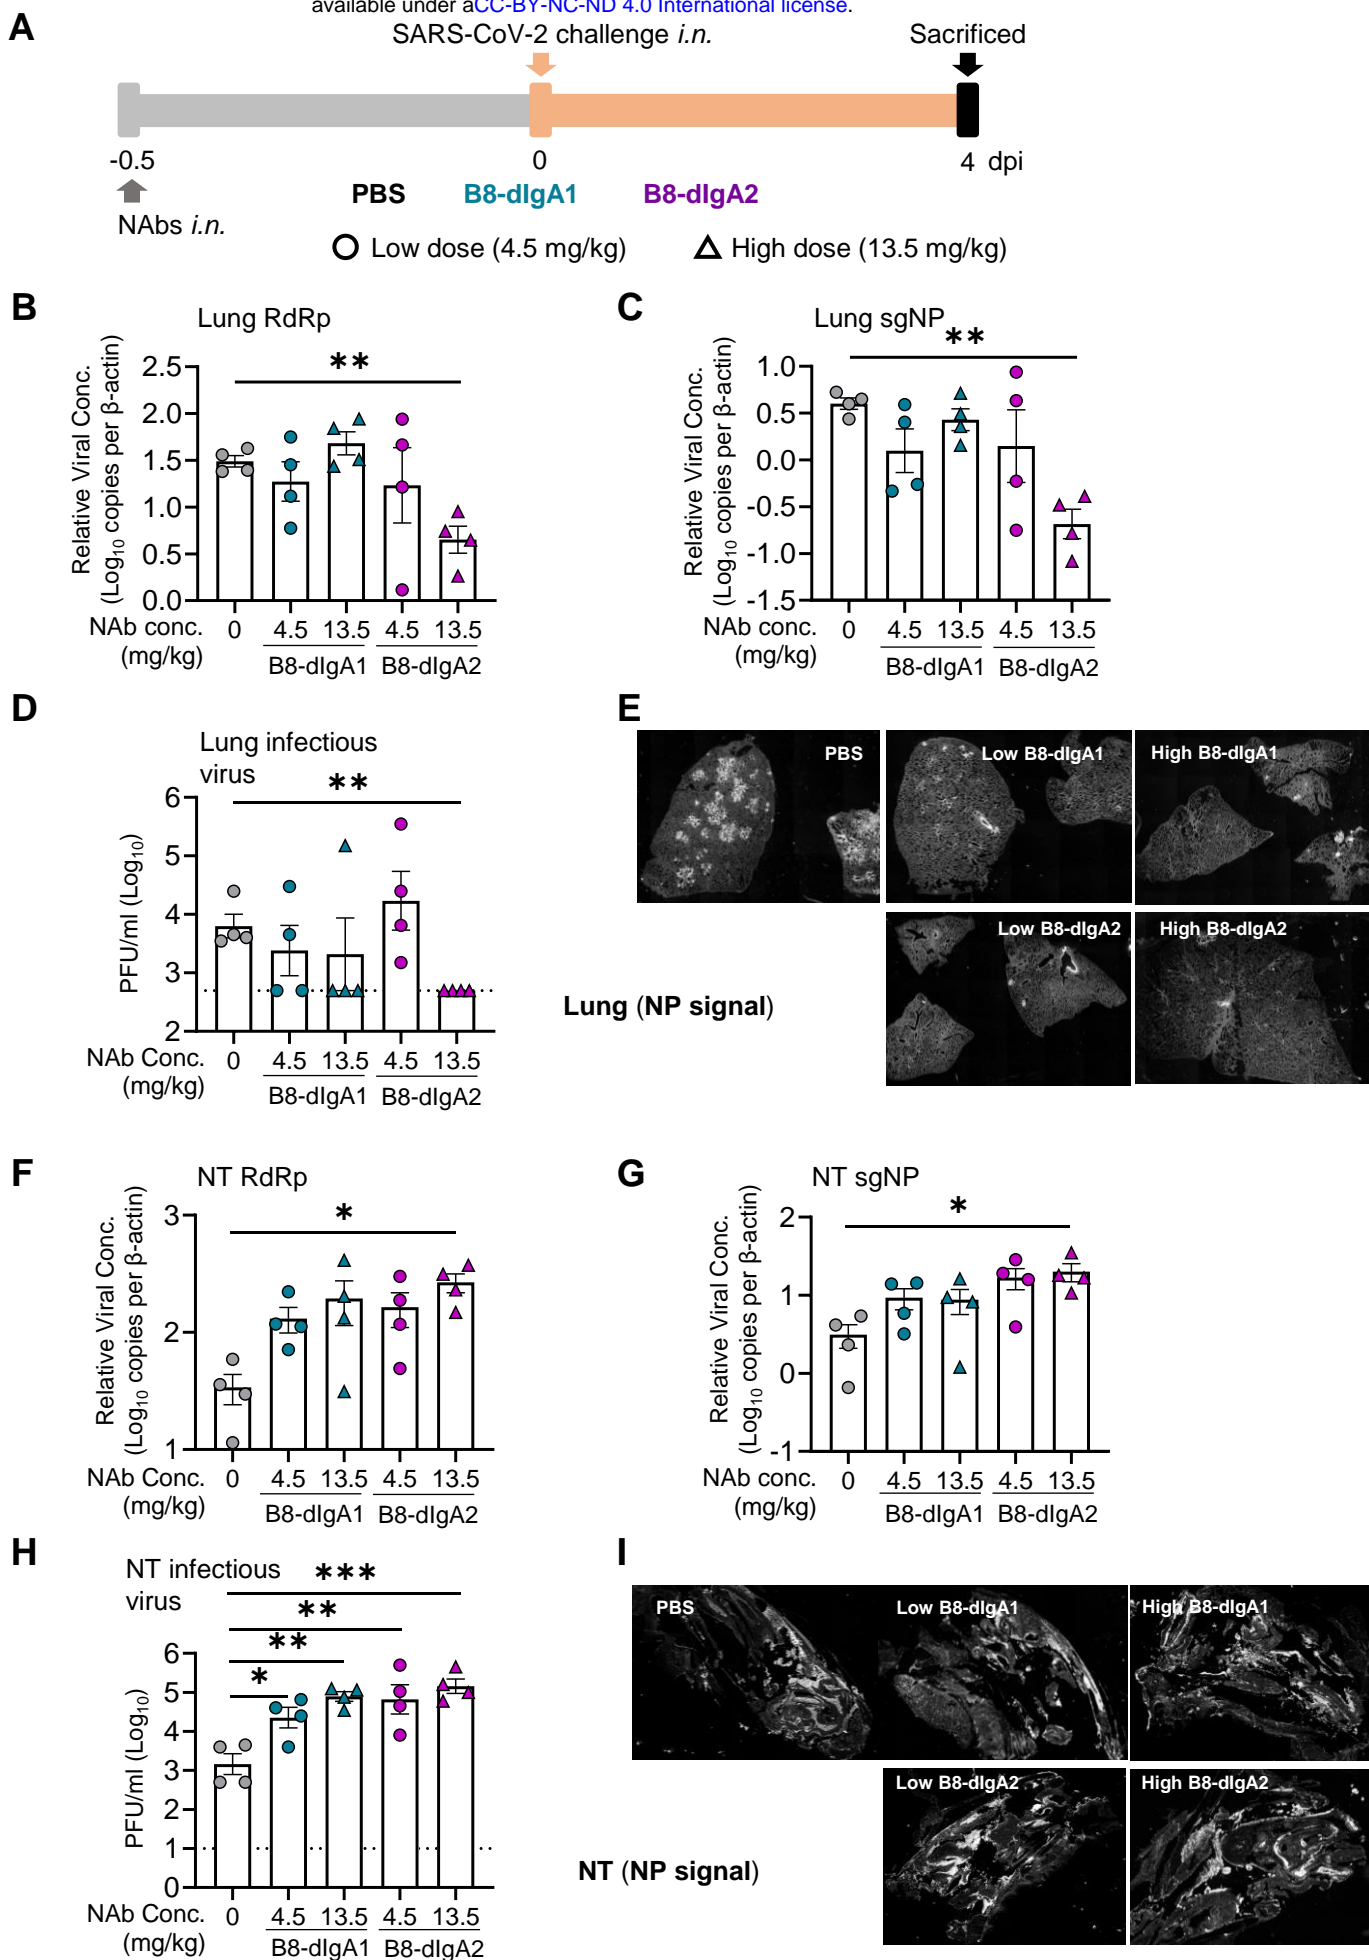 available under aCC-BY-NC-ND 4.0 International license.
A
SARS-CoV-2 challenge i.n.
Sacrificed
-0.5
0
4 dpi
NAbs i.n.
PBS
B8-dIgA1
B8-dIgA2
Low dose (4.5 mg/kg)
High dose (13.5 mg/kg)
B
Lung RdRp
**
Relative Viral Conc.
(Log10 copies per β-actin)
2.5
2.0
1.5
1.0
0.5
0.0
NAb conc.
(mg/kg)
0
4.5
13.5
4.5
13.5
B8-dIgA1
B8-dIgA2
C
Lung sgNP
**
Relative Viral Conc.
(Log10 copies per β-actin)
1.0
0.5
0.0
-0.5
-1.0
-1.5
NAb conc.
(mg/kg)
0
4.5
13.5
4.5
13.5
B8-dIgA1
B8-dIgA2
D
Lung infectious
virus
**
PFU/ml (Log10)
6
5
4
3
2
NAb Conc.
(mg/kg)
0
4.5
13.5
4.5
13.5
B8-dIgA1
B8-dIgA2
E
PBS
Low B8-dIgA1
High B8-dIgA1
Low B8-dIgA2
High B8-dIgA2
Lung (NP signal)
F
NT RdRp
*
Relative Viral Conc.
(Log10 copies per β-actin)
3
2
1
NAb Conc.
(mg/kg)
0
4.5
13.5
4.5
13.5
B8-dIgA1
B8-dIgA2
G
NT sgNP
*
Relative Viral Conc.
(Log10 copies per β-actin)
2
1
0
-1
NAb conc.
(mg/kg)
0
4.5
13.5
4.5
13.5
B8-dIgA1
B8-dIgA2
H
NT infectious
virus
***
**
**
*
PFU/ml (Log10)
6
5
4
3
2
1
0
NAb Conc.
(mg/kg)
0
4.5
13.5
4.5
13.5
B8-dIgA1
B8-dIgA2
I
PBS
Low B8-dIgA1
High B8-dIgA1
Low B8-dIgA2
High B8-dIgA2
NT (NP signal)